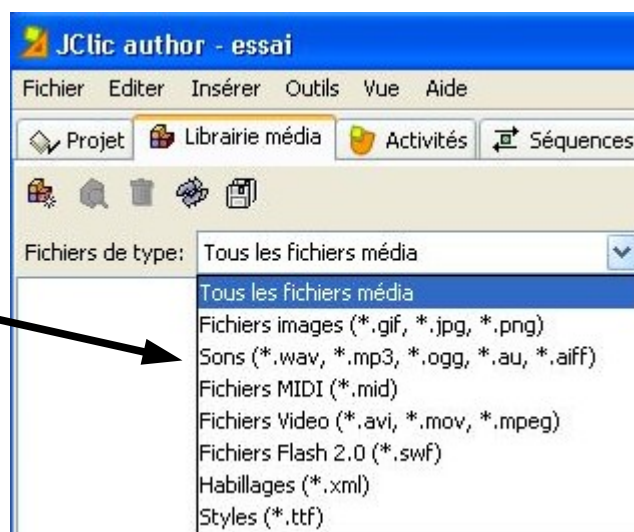 JClic author - essai
Fichier Editer Insérer Outils Vue Aide
Projet Librairie média Activités Séquences
Fichiers de type: Tous les fichiers média
Tous les fichiers média
Fichiers images (*.gif, *.jpg, *.png)
Sons (*.wav, *.mp3, *.ogg, *.au, *.aiff)
Fichiers MIDI (*.mid)
Fichiers Video (*.avi, *.mov, *.mpeg)
Fichiers Flash 2.0 (*.swf)
Habillages (*.xml)
Styles (*.ttf)